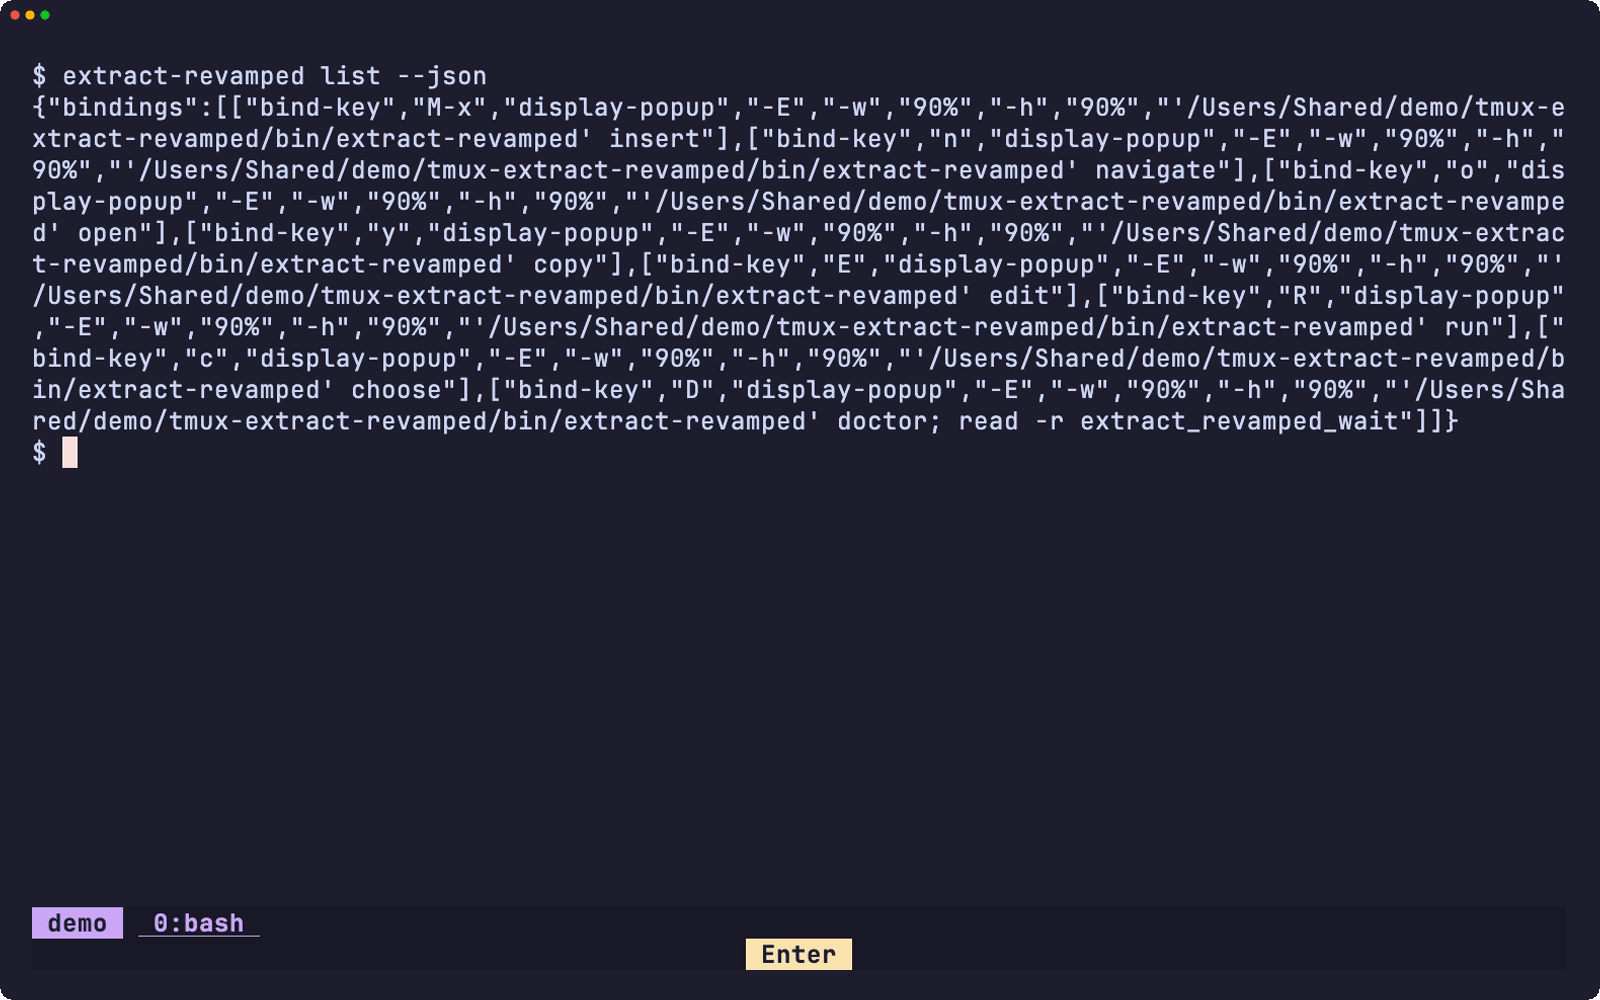 $ extract-revamped list --json
{"bindings":[["bind-key","M-x","display-popup","-E","-w","90%","-h","90%","'/Users/Shared/demo/tmux-e
xtract-revamped/bin/extract-revamped' insert"],["bind-key","n","display-popup","-E","-w","90%","-h","
90%","'/Users/Shared/demo/tmux-extract-revamped/bin/extract-revamped' navigate"],["bind-key","o","dis
play-popup","-E","-w","90%","-h","90%","'/Users/Shared/demo/tmux-extract-revamped/bin/extract-revampe
d' open"],["bind-key","y","display-popup","-E","-w","90%","-h","90%","'/Users/Shared/demo/tmux-extrac
t-revamped/bin/extract-revamped' copy"],["bind-key","E","display-popup","-E","-w","90%","-h","90%","'
/Users/Shared/demo/tmux-extract-revamped/bin/extract-revamped' edit"],["bind-key","R","display-popup"
,"-E","-w","90%","-h","90%","'/Users/Shared/demo/tmux-extract-revamped/bin/extract-revamped' run"],["
bind-key","c","display-popup","-E","-w","90%","-h","90%","'/Users/Shared/demo/tmux-extract-revamped/b
in/extract-revamped' choose"],["bind-key","D","display-popup","-E","-w","90%","-h","90%","'/Users/Sha
red/demo/tmux-extract-revamped/bin/extract-revamped' doctor; read -r extract_revamped_wait"]]}
$
demo 0:bash
Enter